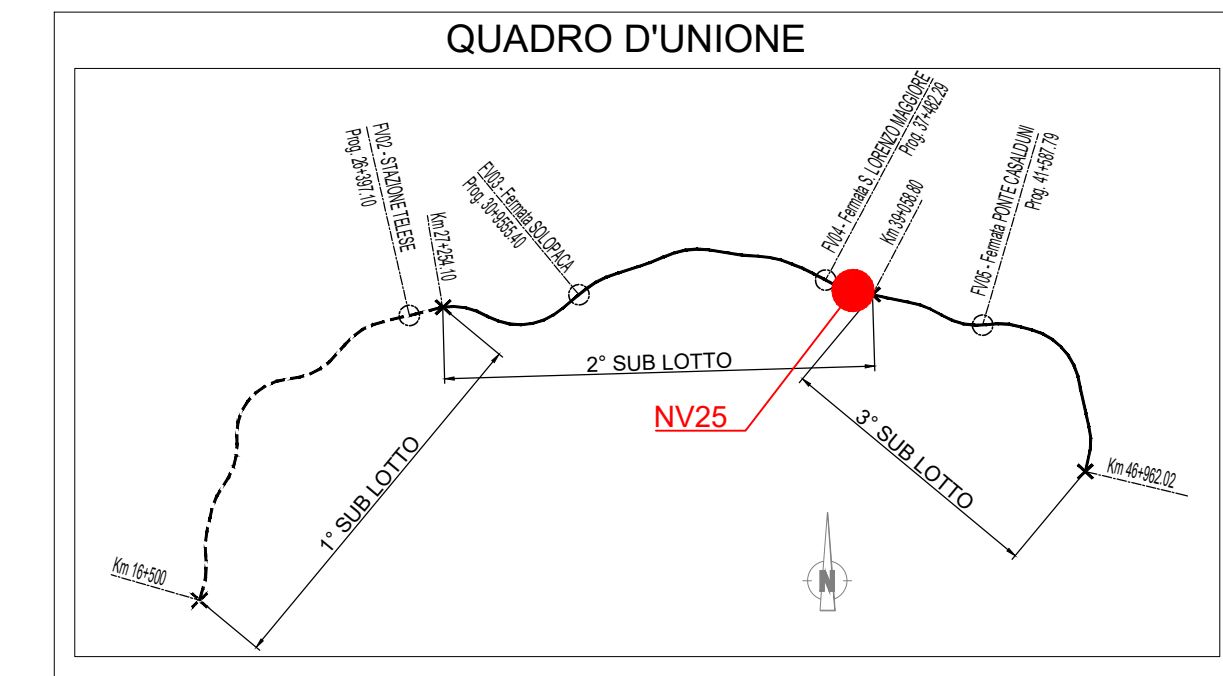 QUADRO D'UNIONE
FV02 - STAZIONE TELESE
Prog. 26+397.10
Km 27+254.10
FV03 - Fermata SOLOPACA
Prog. 30+9555.40
FV04 - Fermata S. LORENZO MAGGIORE
Prog. 37+482.29
Km 39+058.80
FV05 - Fermata PONTE CASALDUNI
Prog. 41+587.79
2° SUB LOTTO
NV25
1° SUB LOTTO
3° SUB LOTTO
Km 46+962.02
Km 16+500
N